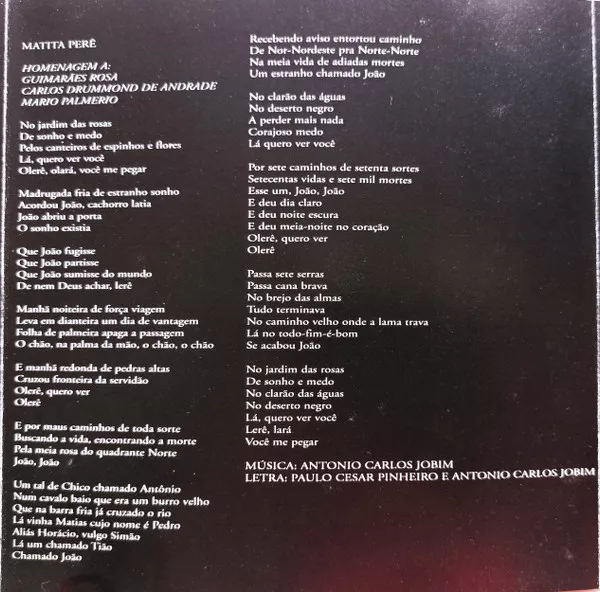 MATITA PERÊ
HOMENAGEM A:
GUIMARÃES ROSA
CARLOS DRUMMOND DE ANDRADE
MARIO PALMERIO
No jardim das rosas
De sonho e medo
Pelos canteiros de espinhos e flores
Lá, quero ver você
Olerê, olará, você me pegar
Madrugada fria de estranho sonho
Acordou João, cachorro latia
João abriu a porta
O sonho existia
Que João fugisse
Que João partisse
Que João sumisse do mundo
De nem Deus achar, lerê
Manhã noiteira de força viagem
Leva em dianteira um dia de vantagem
Folha de palmeira apaga a passagem
O chão, na palma da mão, o chão, o chão
E manhã redonda de pedras altas
Cruzou fronteira da servidão
Olerê, quero ver
Olerê
E por maus caminhos de toda sorte
Buscando a vida, encontrando a morte
Pela meia rosa do quadrante Norte
João, João
Um tal de Chico chamado Antônio
Num cavalo baio que era um burro velho
Que na barra fria já cruzado o rio
Lá vinha Matias cujo nome é Pedro
Aliás Horácio, vulgo Simão
Lá um chamado Tião
Chamado João
Recebendo aviso entortou caminho
De Nor-Nordeste pra Norte-Norte
Na meia vida de adiadas mortes
Um estranho chamado João
No clarão das águas
No deserto negro
A perder mais nada
Corajoso medo
Lá quero ver você
Por sete caminhos de setenta sortes
Setecentas vidas e sete mil mortes
Esse um, João, João
E deu dia claro
E deu noite escura
E deu meia-noite no coração
Olerê, quero ver
Olerê
Passa sete serras
Passa cana brava
No brejo das almas
Tudo terminava
No caminho velho onde a lama trava
Lá no todo-fim-é-bom
Se acabou João
No jardim das rosas
De sonho e medo
No clarão das águas
No deserto negro
Lá, quero ver você
Lerê, lará
Você me pegar
MÚSICA: ANTONIO CARLOS JOBIM
LETRA: PAULO CESAR PINHEIRO E ANTONIO CARLOS JOBIM